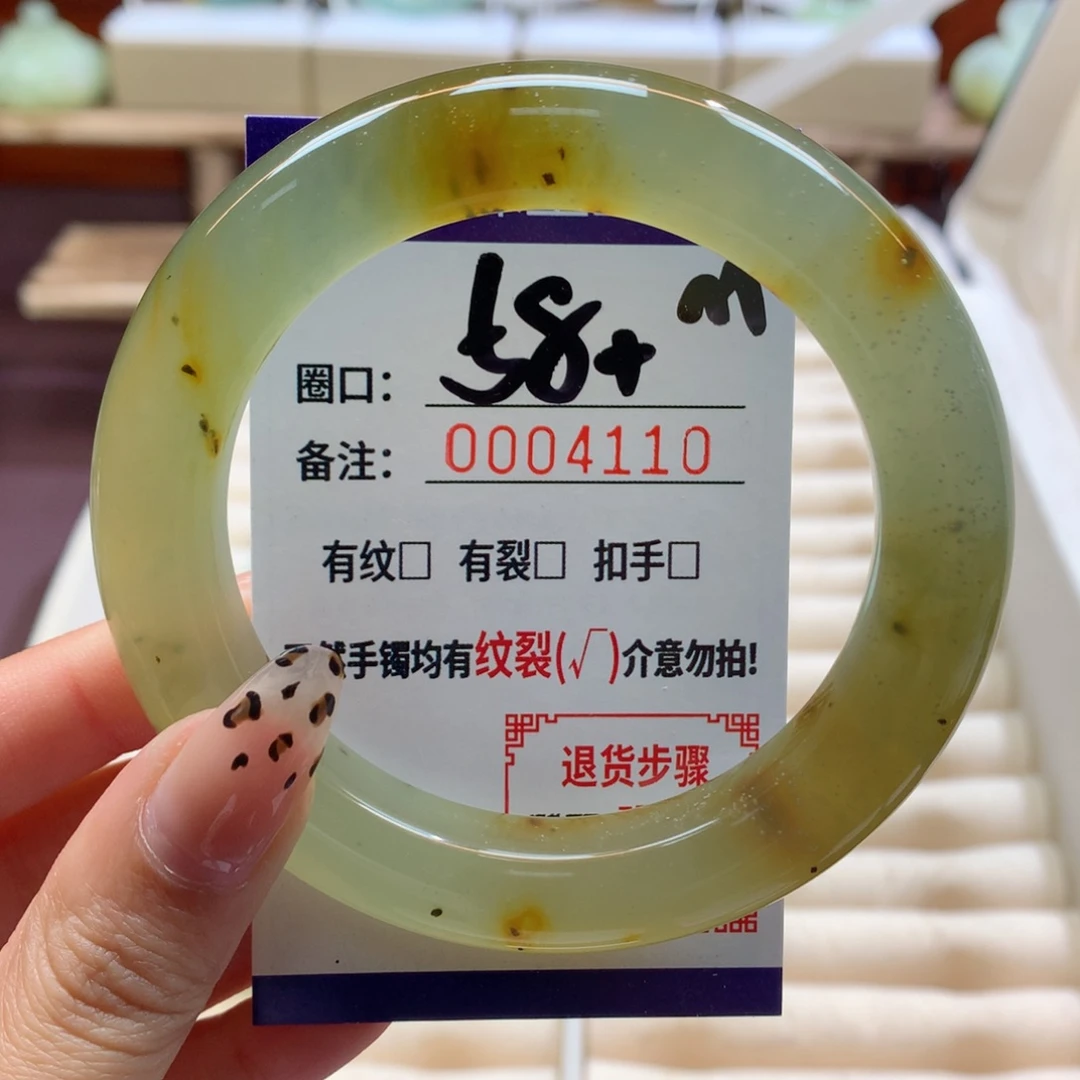 58+
圈口：
备注： 0004110
有纹□ 有裂□ 扣手□
然手镯均有纹裂(√)介意勿拍!
退货步骤